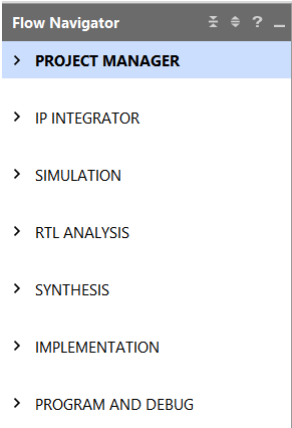 Flow Navigator ?
PROJECT MANAGER
IP INTEGRATOR
SIMULATION
RTL ANALYSIS
SYNTHESIS
IMPLEMENTATION
PROGRAM AND DEBUG